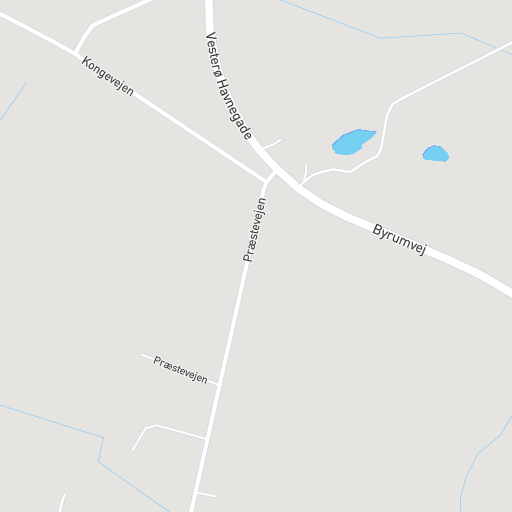 Kongevejen
Vesterø Havnegade
Præstevejen
Byrumvej
Præstevejen